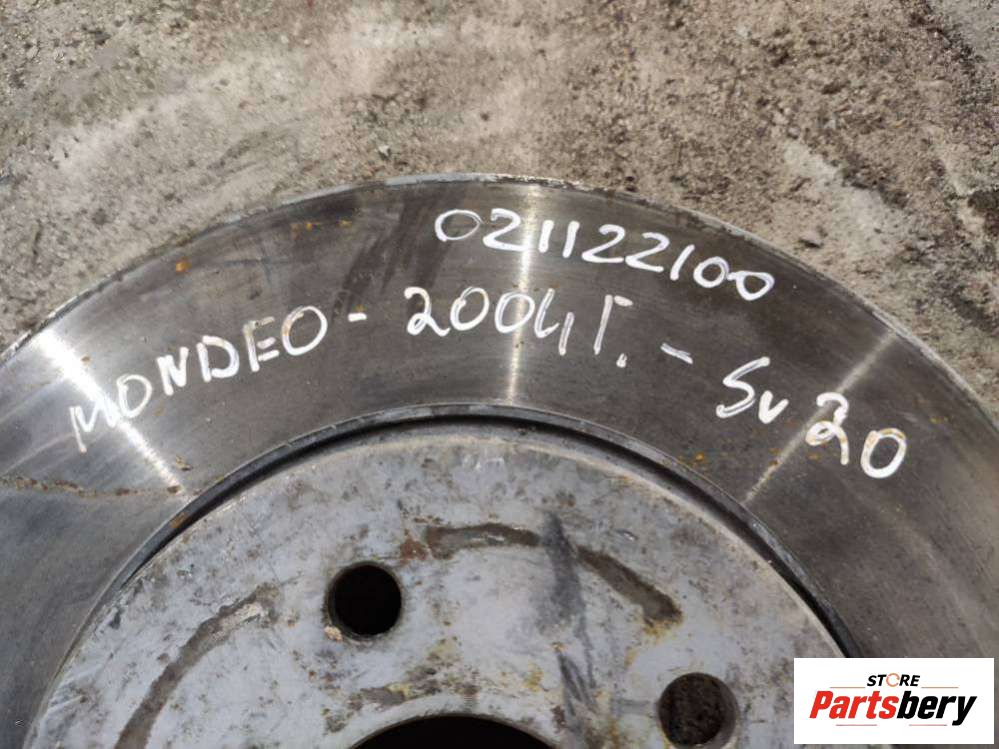 021122100
MONDEO - 2004г. - Sv 20
STORE
Partsbery